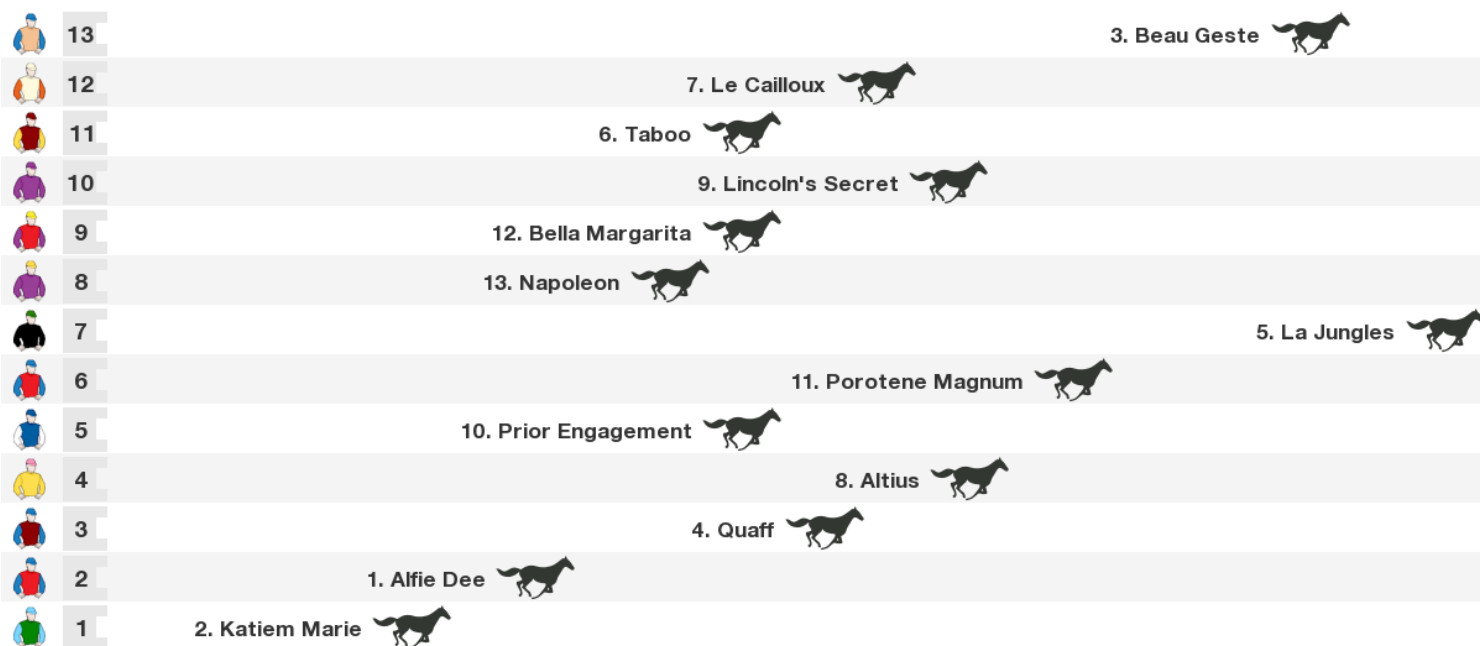 13 3. Beau Geste
12 7. Le Cailloux
11 6. Taboo
10 9. Lincoln's Secret
9 12. Bella Margarita
8 13. Napoleon
7 5. La Jungles
6 11. Porotene Magnum
5 10. Prior Engagement
4 8. Altius
3 4. Quaff
2 1. Alfie Dee
1 2. Katiem Marie